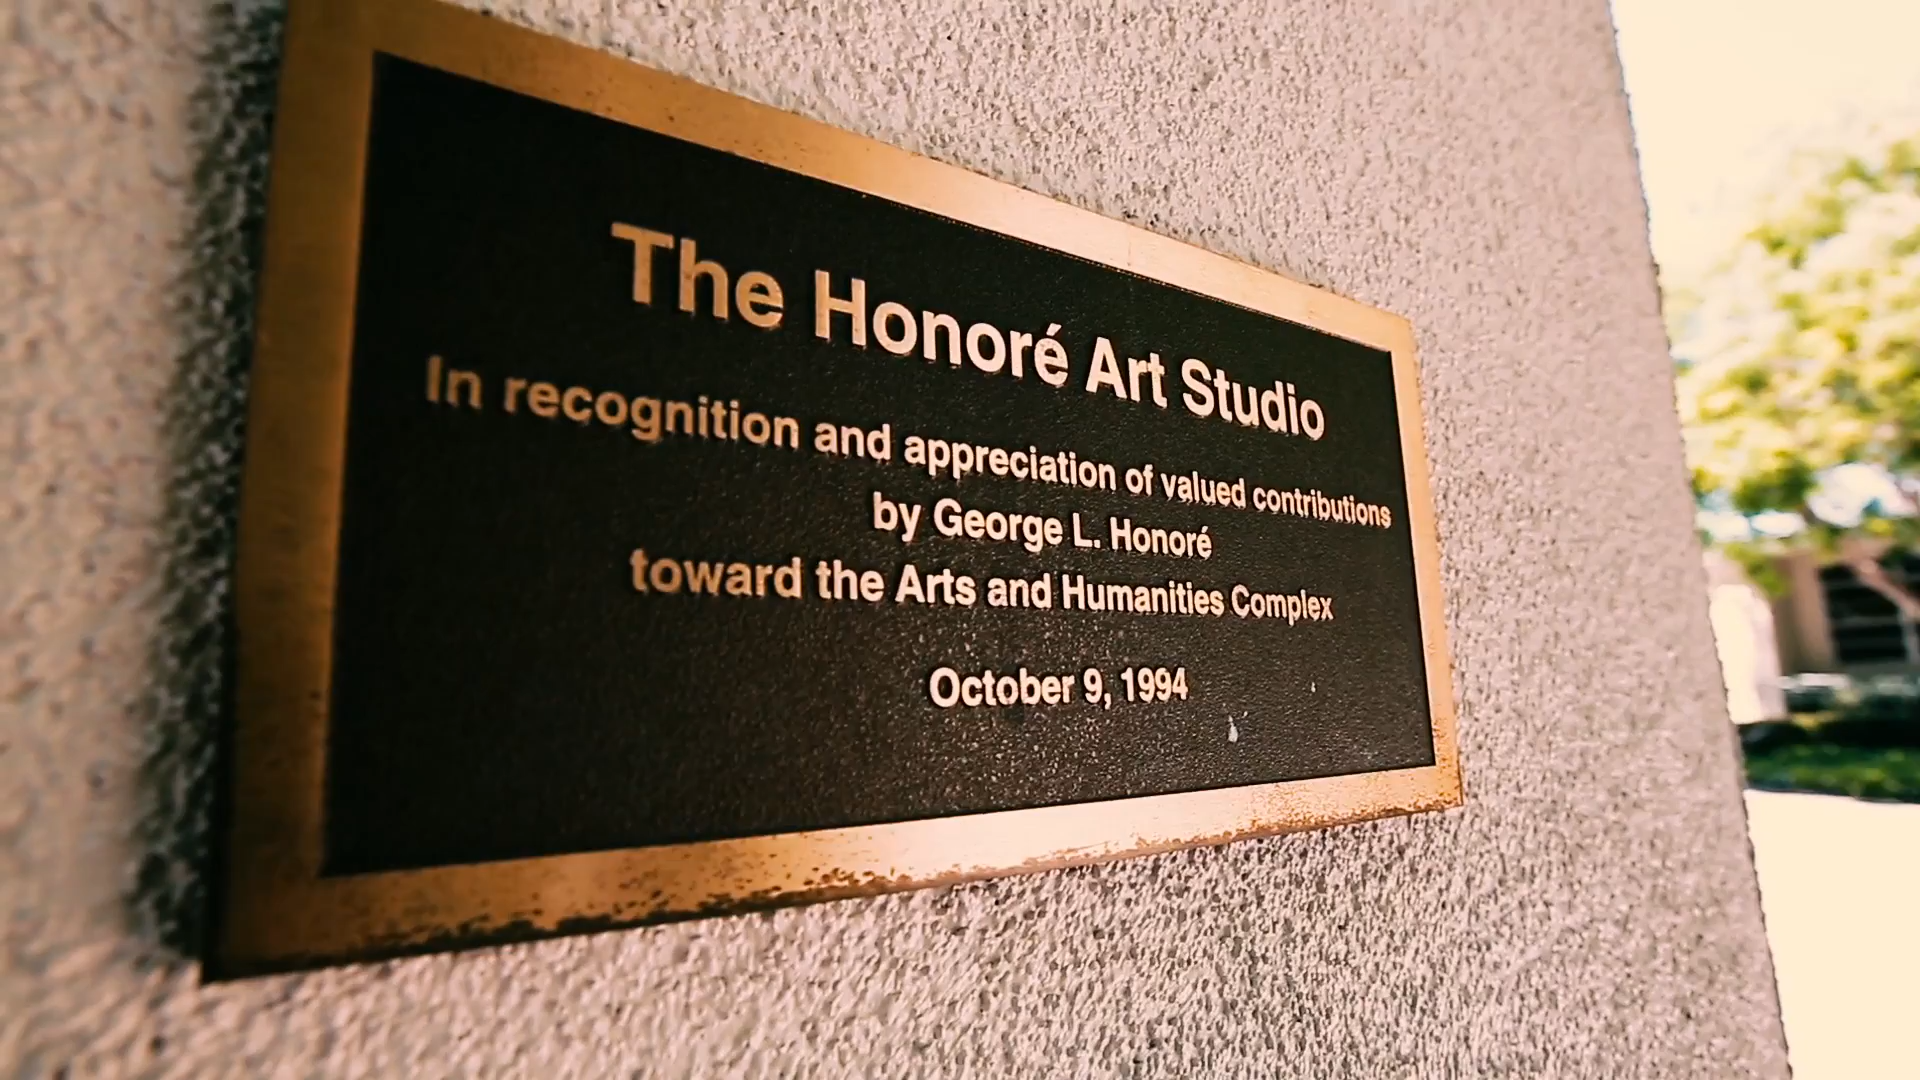 The Honoré Art Studio
In recognition and appreciation of valued contributions
by George L. Honoré
toward the Arts and Humanities Complex
October 9, 1994